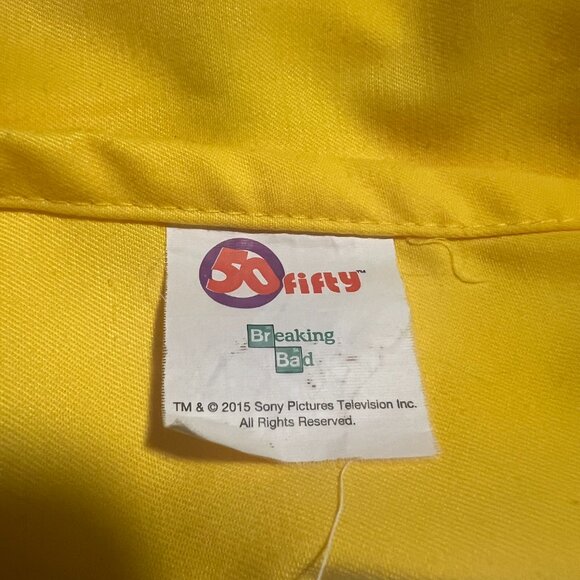 50fifty™
Breaking
Bad
TM & © 2015 Sony Pictures Television Inc.
All Rights Reserved.